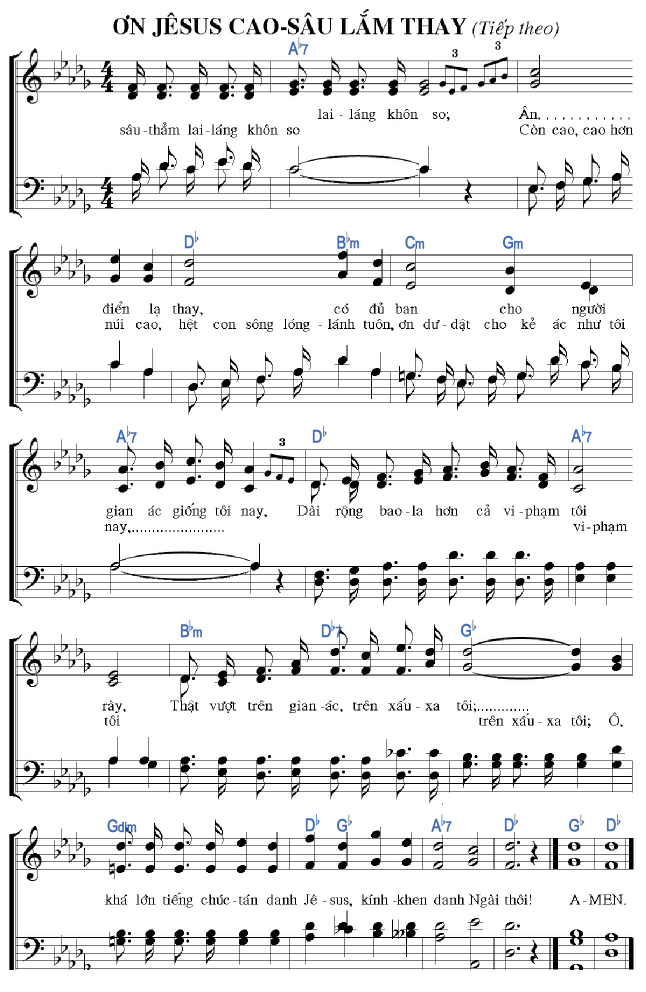 ƠN JÊSUS CAO-SÂU LẮM THAY (Tiếp theo)
A♭7
3 3
lai-láng khôn so; Ân............
sâu-thẳm lai-láng khôn so Còn cao, cao hơn
D♭ B♭m Cm Gm
điển lạ thay, có đủ ban cho người
núi cao, hệt con sông lóng-lánh tuôn, ơn dư-dật cho kẻ ác như tôi
A♭7 D♭ A♭7
3
gian ác giống tôi nay. Dài rộng bao-la hơn cả vi-phạm tôi
nay....................... vi-phạm
B♭m D♭7 G♭
rày, Thật vượt trên gian-ác, trên xấu-xa tôi;.............
tôi trên xấu-xa tôi; Ô,
Gdim D♭ G♭ A♭7 D♭ G♭ D♭
khá lớn tiếng chúc-tán danh Jê-sus, kính-khen danh Ngài thôi! A-MEN.